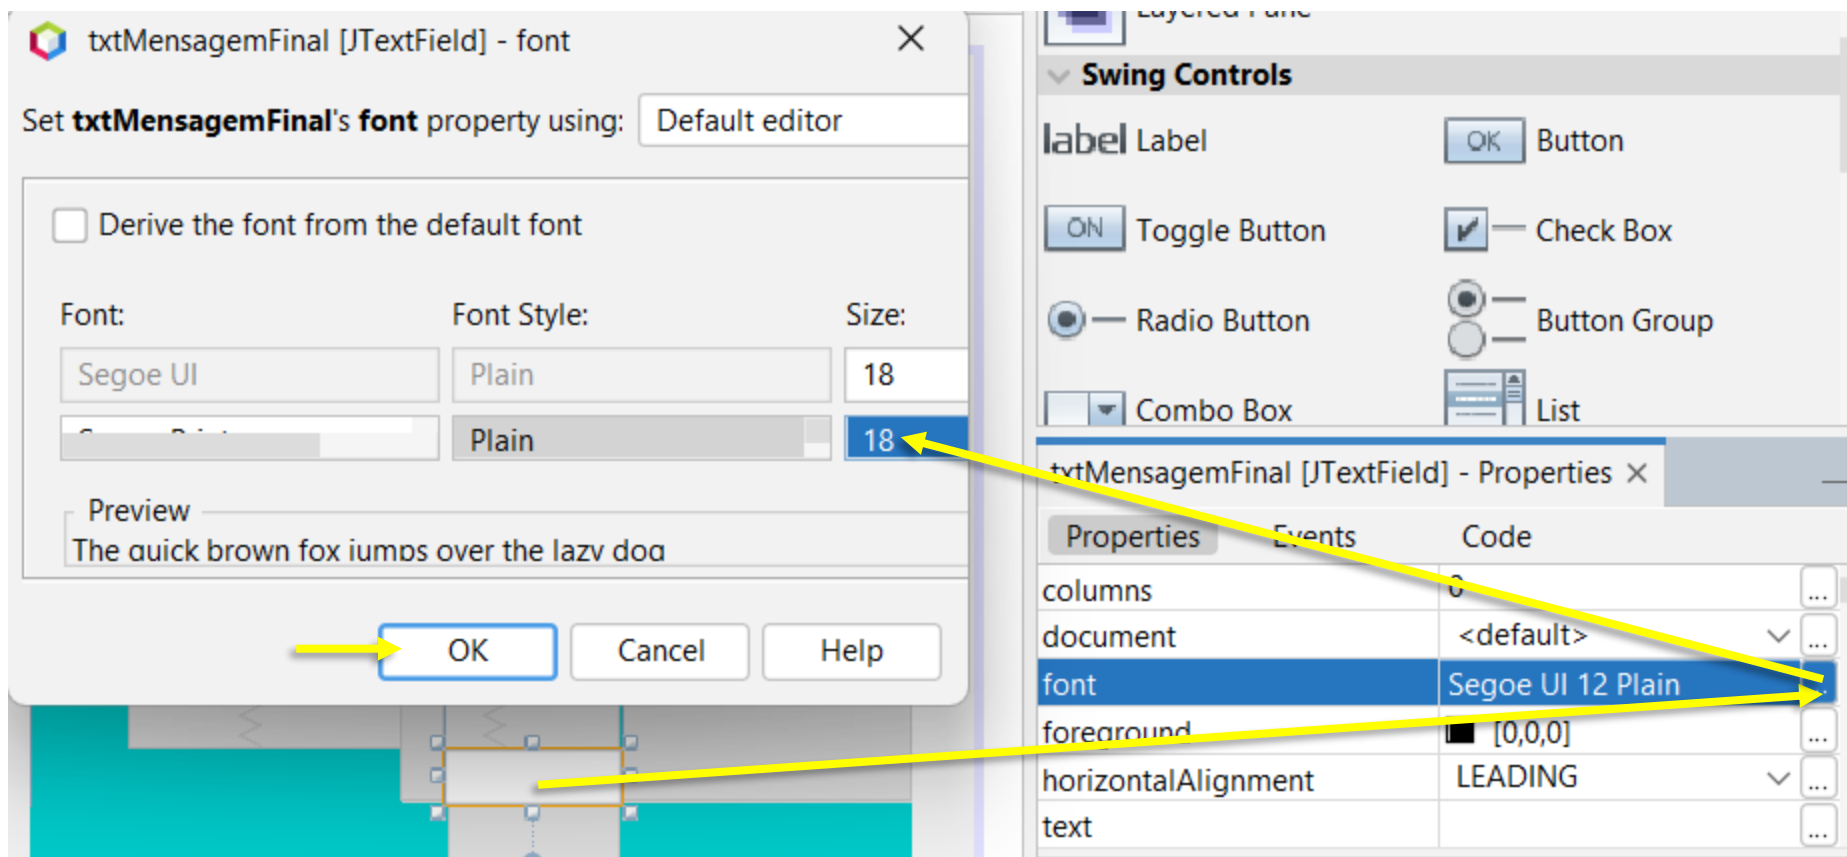 txtMensagemFinal [JTextField] - font
Set txtMensagemFinal's font property using: Default editor
Derive the font from the default font
Font: Font Style: Size:
Segoe UI Plain 18
Plain 18
Preview
The quick brown fox jumps over the lazy dog
OK Cancel Help
Layered Pane
Swing Controls
label Label OK Button
ON Toggle Button Check Box
Radio Button Button Group
Combo Box List
txtMensagemFinal [JTextField] - Properties
Properties Events Code
columns 0 ...
document <default> ...
font Segoe UI 12 Plain ...
foreground [0,0,0] ...
horizontalAlignment LEADING ...
text ...